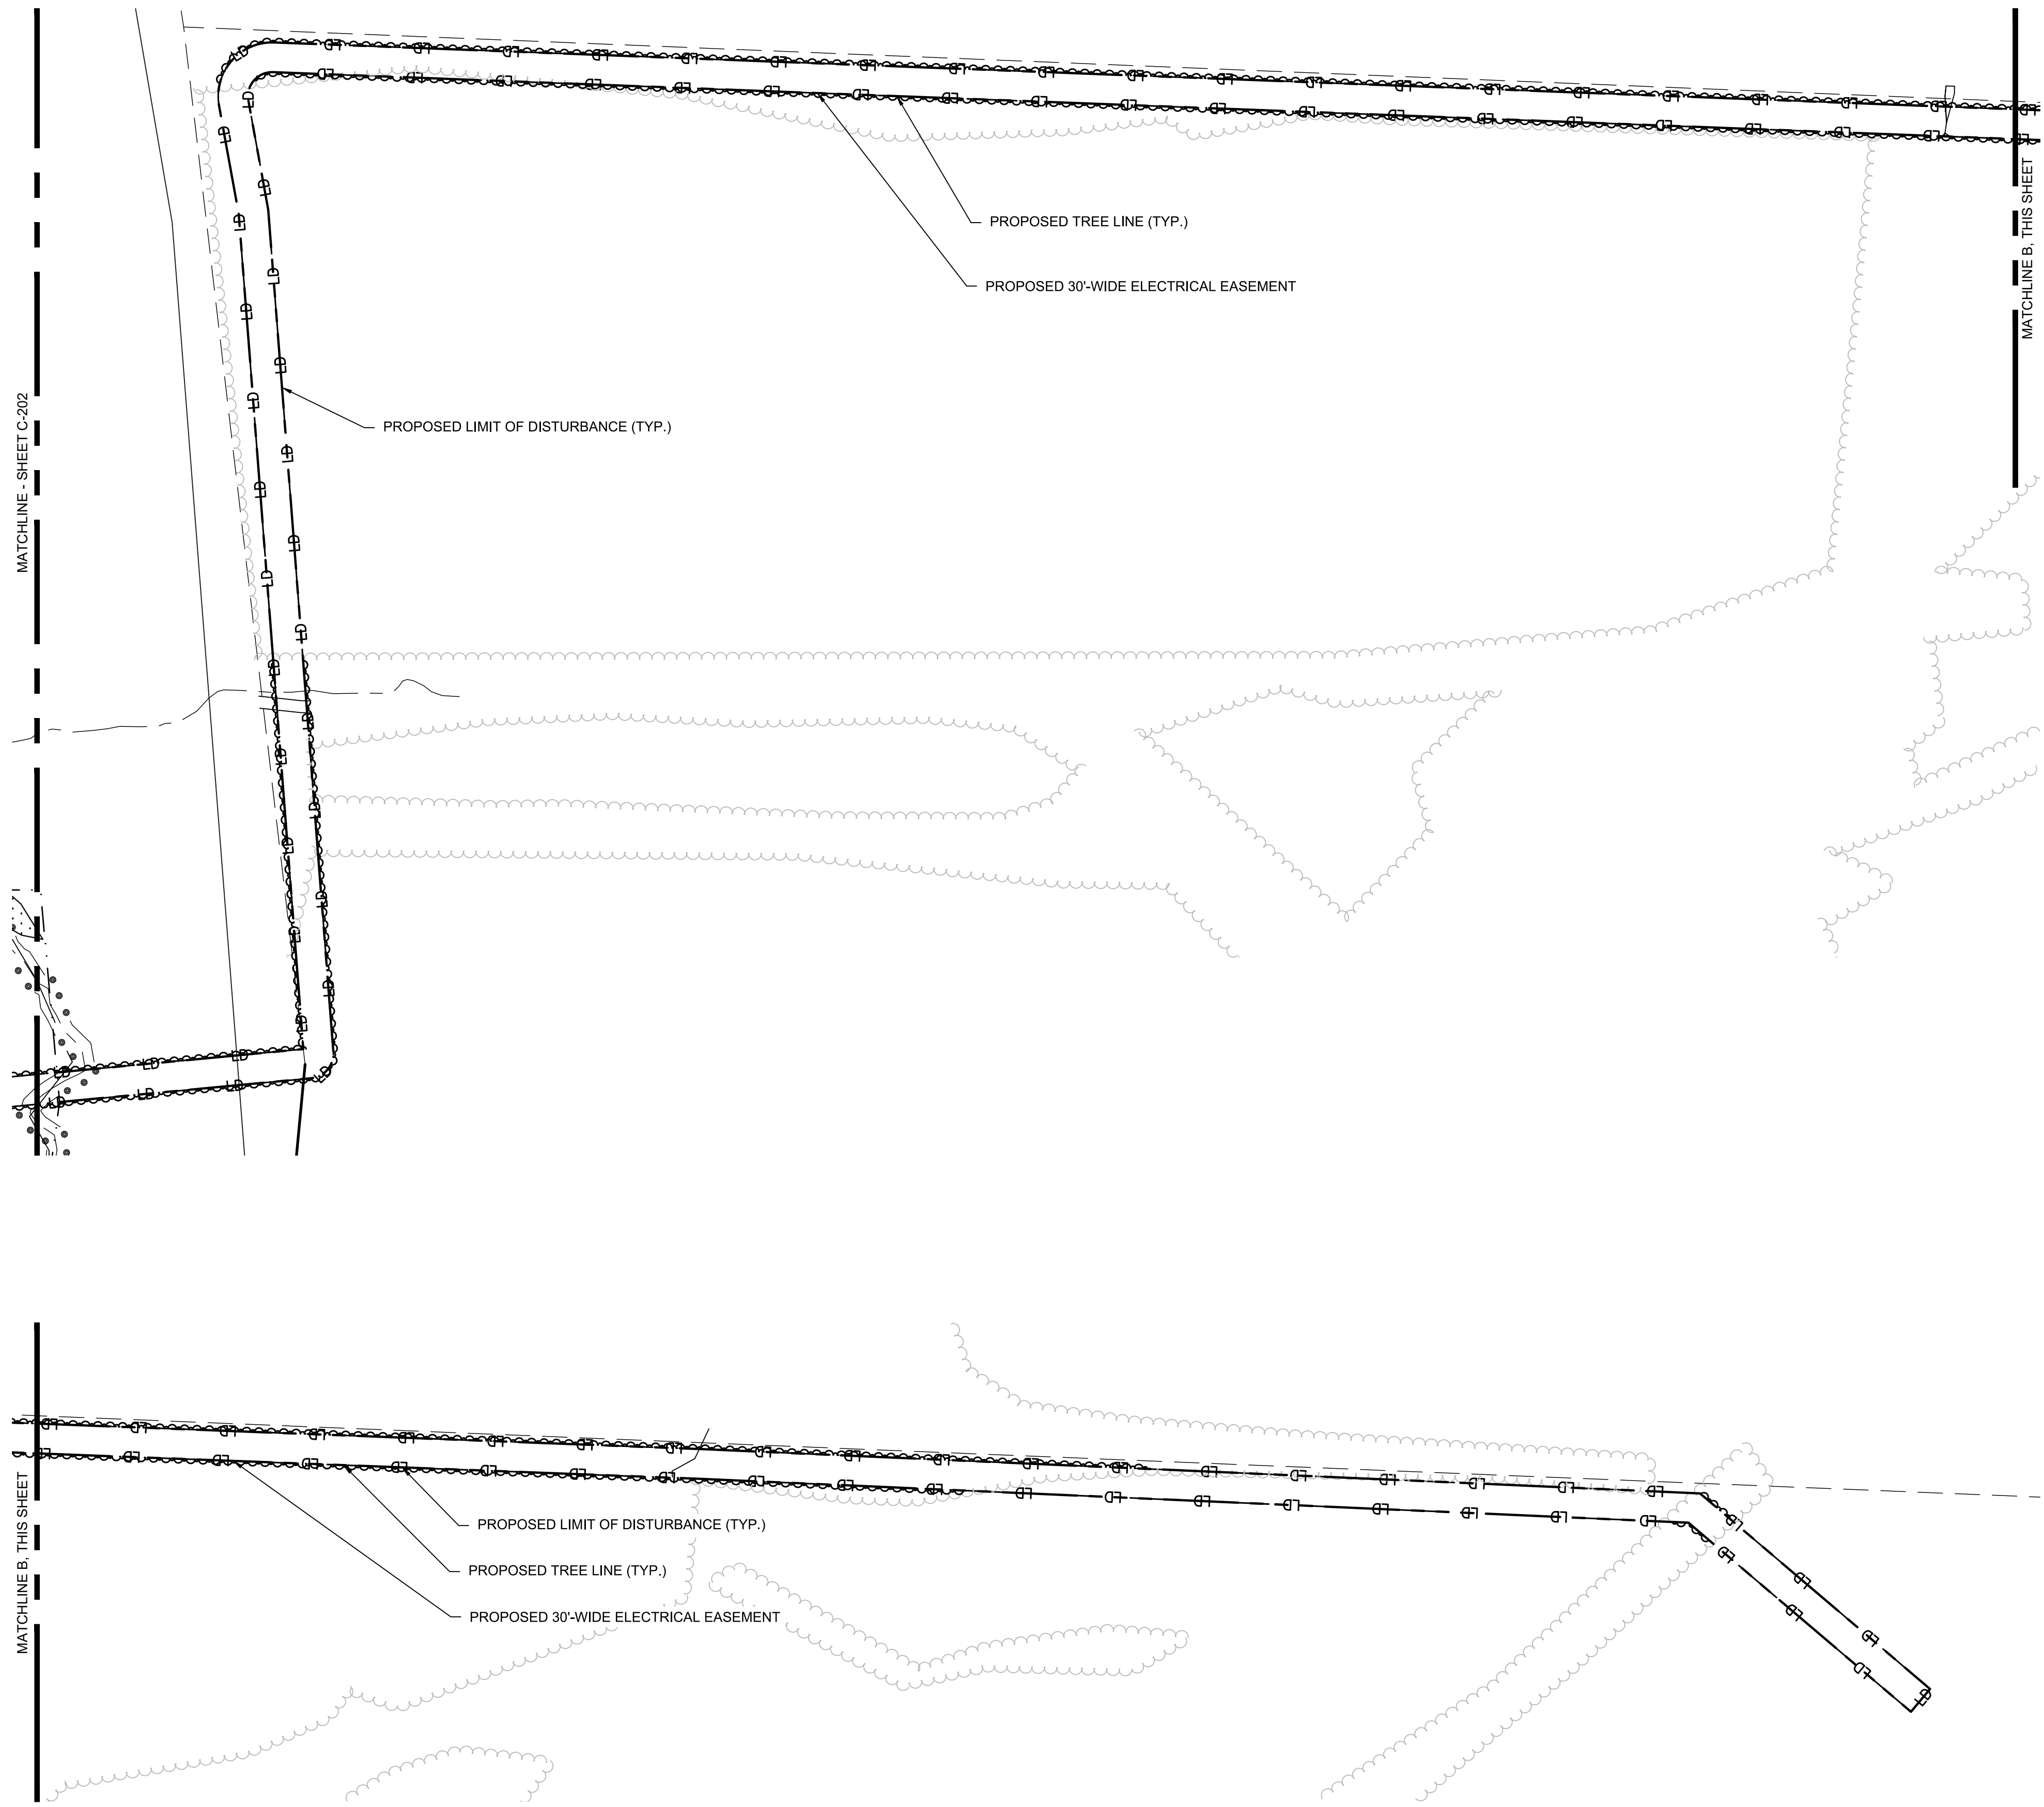 PROPOSED TREE LINE (TYP.)
PROPOSED 30'-WIDE ELECTRICAL EASEMENT
PROPOSED LIMIT OF DISTURBANCE (TYP.)
MATCHLINE - SHEET C-202
MATCHLINE B, THIS SHEET
MATCHLINE B, THIS SHEET
PROPOSED LIMIT OF DISTURBANCE (TYP.)
PROPOSED TREE LINE (TYP.)
PROPOSED 30'-WIDE ELECTRICAL EASEMENT
LD